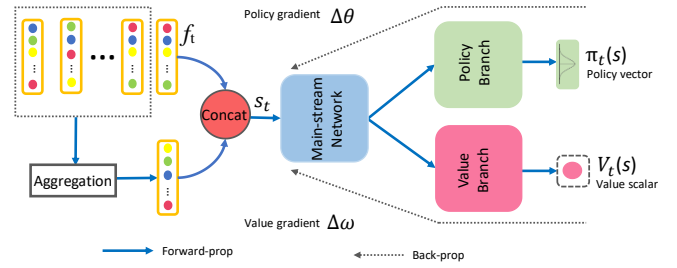 Policy gradient Δθ
f_t
Policy
Branch
π_t(s)
Policy vector
s_t
Concat
Main-stream
Network
Aggregation
Value
Branch
V_t(s)
Value scalar
Value gradient Δω
Forward-prop
Back-prop